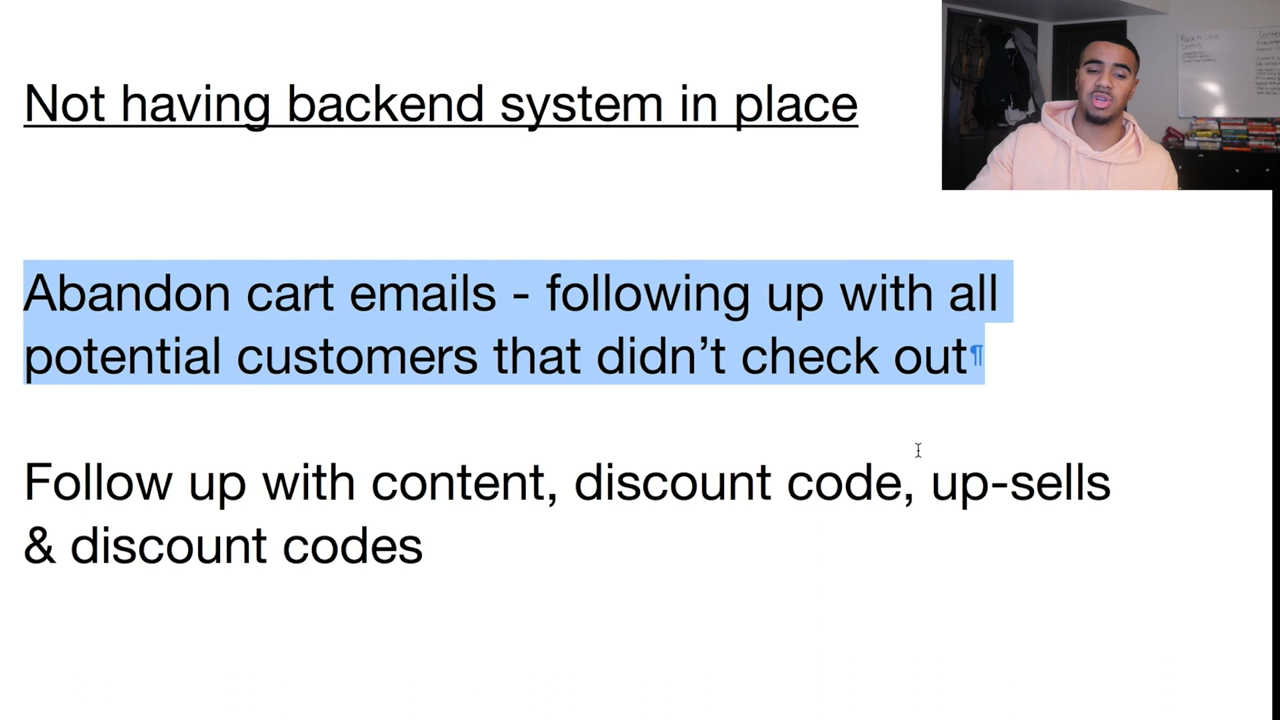 Not having backend system in place
Abandon cart emails - following up with all
potential customers that didn’t check out¶
Follow up with content, discount code, up-sells
& discount codes